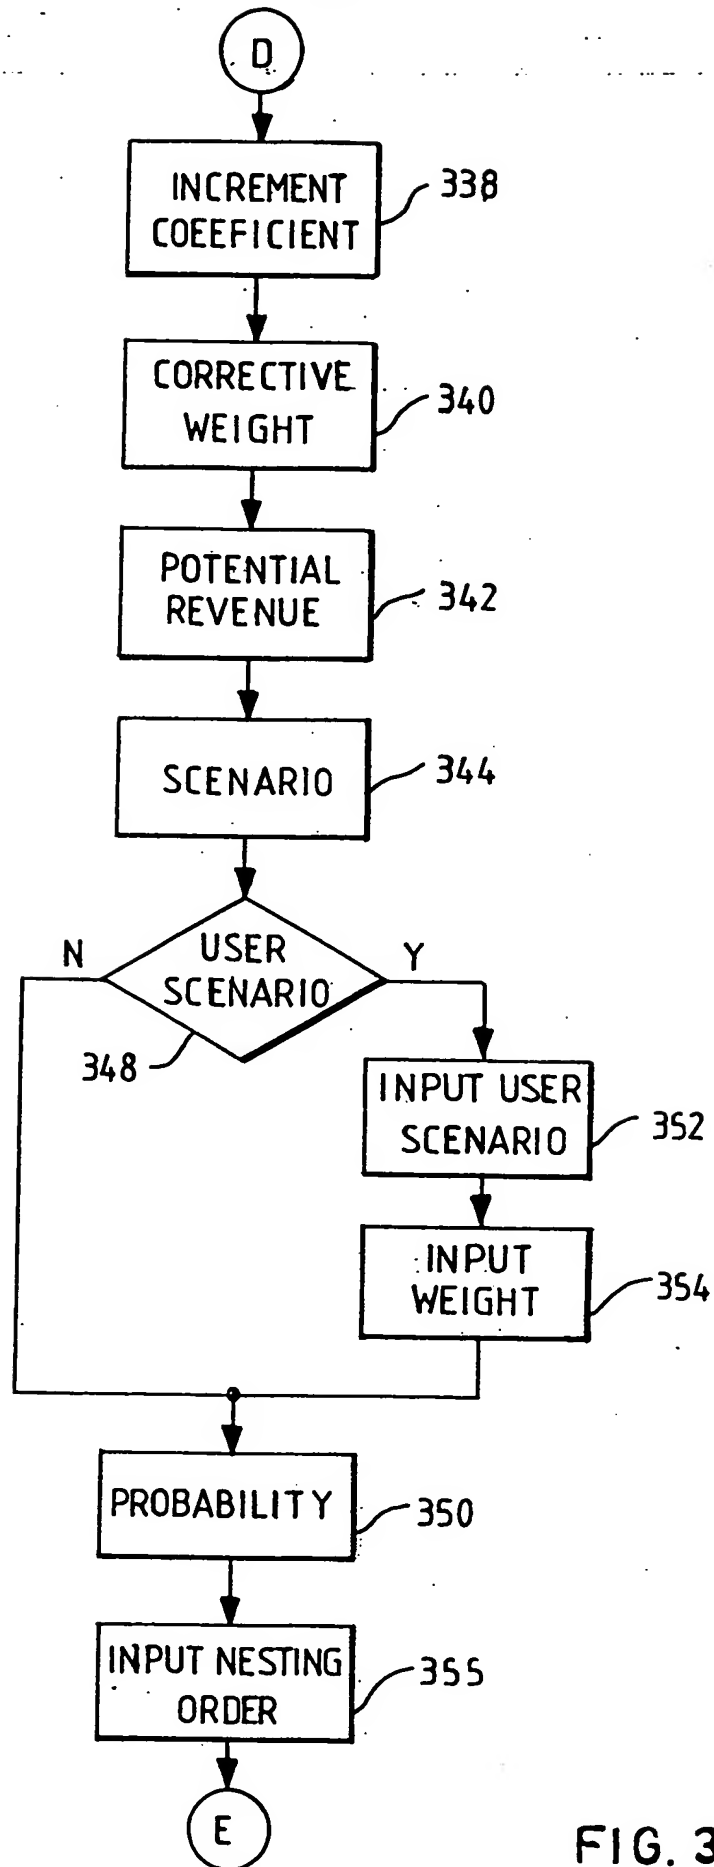 D
INCREMENT
COEEFICIENT
338
CORRECTIVE
WEIGHT
340
POTENTIAL
REVENUE
342
SCENARIO
344
N
USER
SCENARIO
Y
348
INPUT USER
SCENARIO
352
INPUT
WEIGHT
354
PROBABILITY
350
INPUT NESTING
ORDER
355
E
FIG. 3